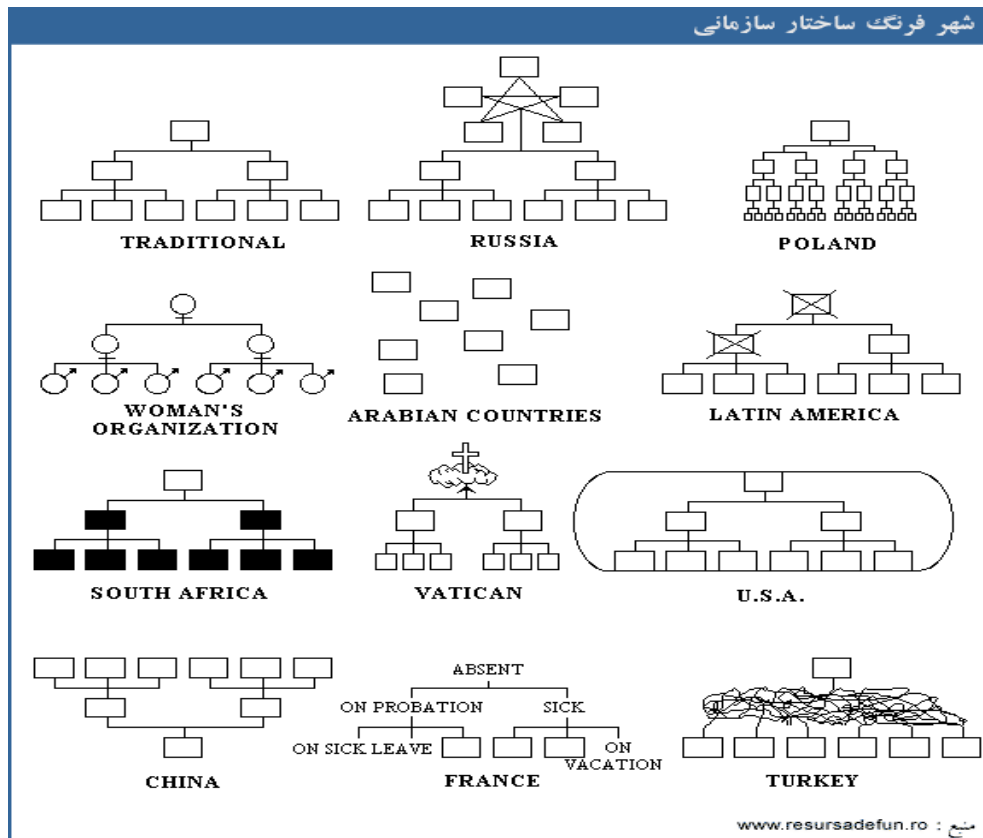 شهر فرنگ ساختار سازمانی
TRADITIONAL
RUSSIA
POLAND
WOMAN'S
ORGANIZATION
ARABIAN COUNTRIES
LATIN AMERICA
SOUTH AFRICA
VATICAN
U.S.A.
CHINA
ABSENT
ON PROBATION
SICK
ON SICK LEAVE
ON
VACATION
FRANCE
TURKEY
منبع : www.resursadefun.ro